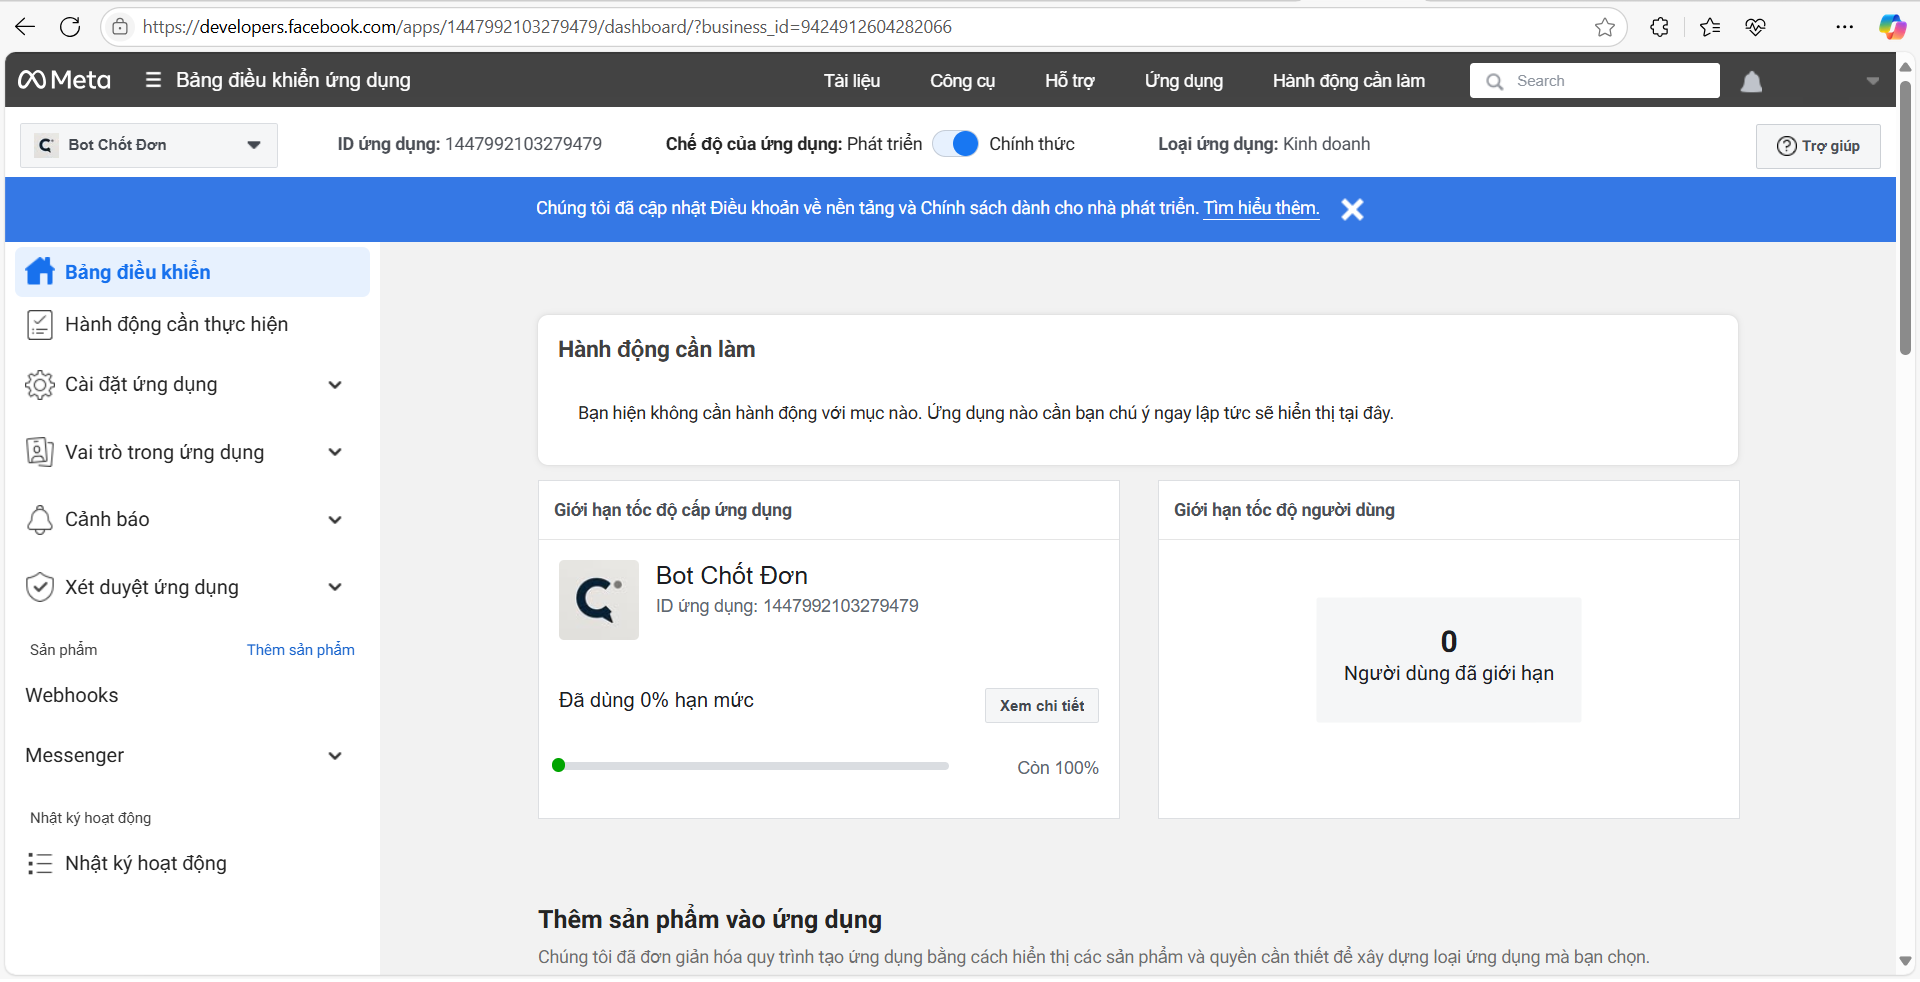 https://developers.facebook.com/apps/1447992103279479/dashboard/?business_id=9424912604282066
Meta
Bảng điều khiển ứng dụng
Tài liệu
Công cụ
Hỗ trợ
Ứng dụng
Hành động cần làm
Search
Bot Chốt Đơn
ID ứng dụng: 1447992103279479
Chế độ của ứng dụng: Phát triển
Chính thức
Loại ứng dụng: Kinh doanh
Trợ giúp
Chúng tôi đã cập nhật Điều khoản về nền tảng và Chính sách dành cho nhà phát triển. Tìm hiểu thêm.
Bảng điều khiển
Hành động cần thực hiện
Cài đặt ứng dụng
Vai trò trong ứng dụng
Cảnh báo
Xét duyệt ứng dụng
Sản phẩm
Thêm sản phẩm
Webhooks
Messenger
Nhật ký hoạt động
Nhật ký hoạt động
Hành động cần làm
Bạn hiện không cần hành động với mục nào. Ứng dụng nào cần bạn chú ý ngay lập tức sẽ hiển thị tại đây.
Giới hạn tốc độ cấp ứng dụng
Bot Chốt Đơn
ID ứng dụng: 1447992103279479
Đã dùng 0% hạn mức
Xem chi tiết
Còn 100%
Giới hạn tốc độ người dùng
0
Người dùng đã giới hạn
Thêm sản phẩm vào ứng dụng
Chúng tôi đã đơn giản hóa quy trình tạo ứng dụng bằng cách hiển thị các sản phẩm và quyền cần thiết để xây dựng loại ứng dụng mà bạn chọn.